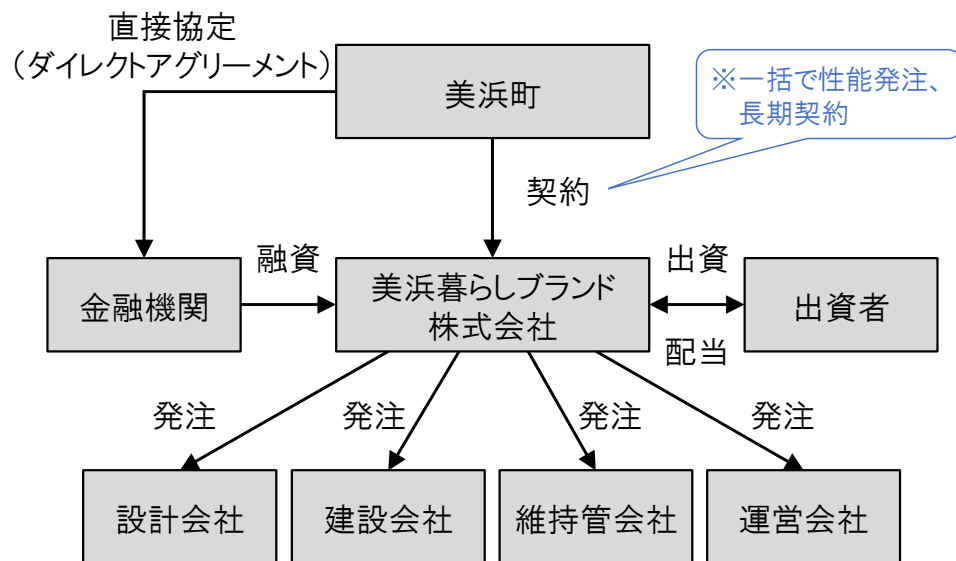 直接協定
（ダイレクトアグリーメント）
美浜町
※一括で性能発注、
長期契約
契約
融資
出資
金融機関
美浜暮らしブランド
株式会社
出資者
配当
発注
発注
発注
発注
設計会社
建設会社
維持管会社
運営会社